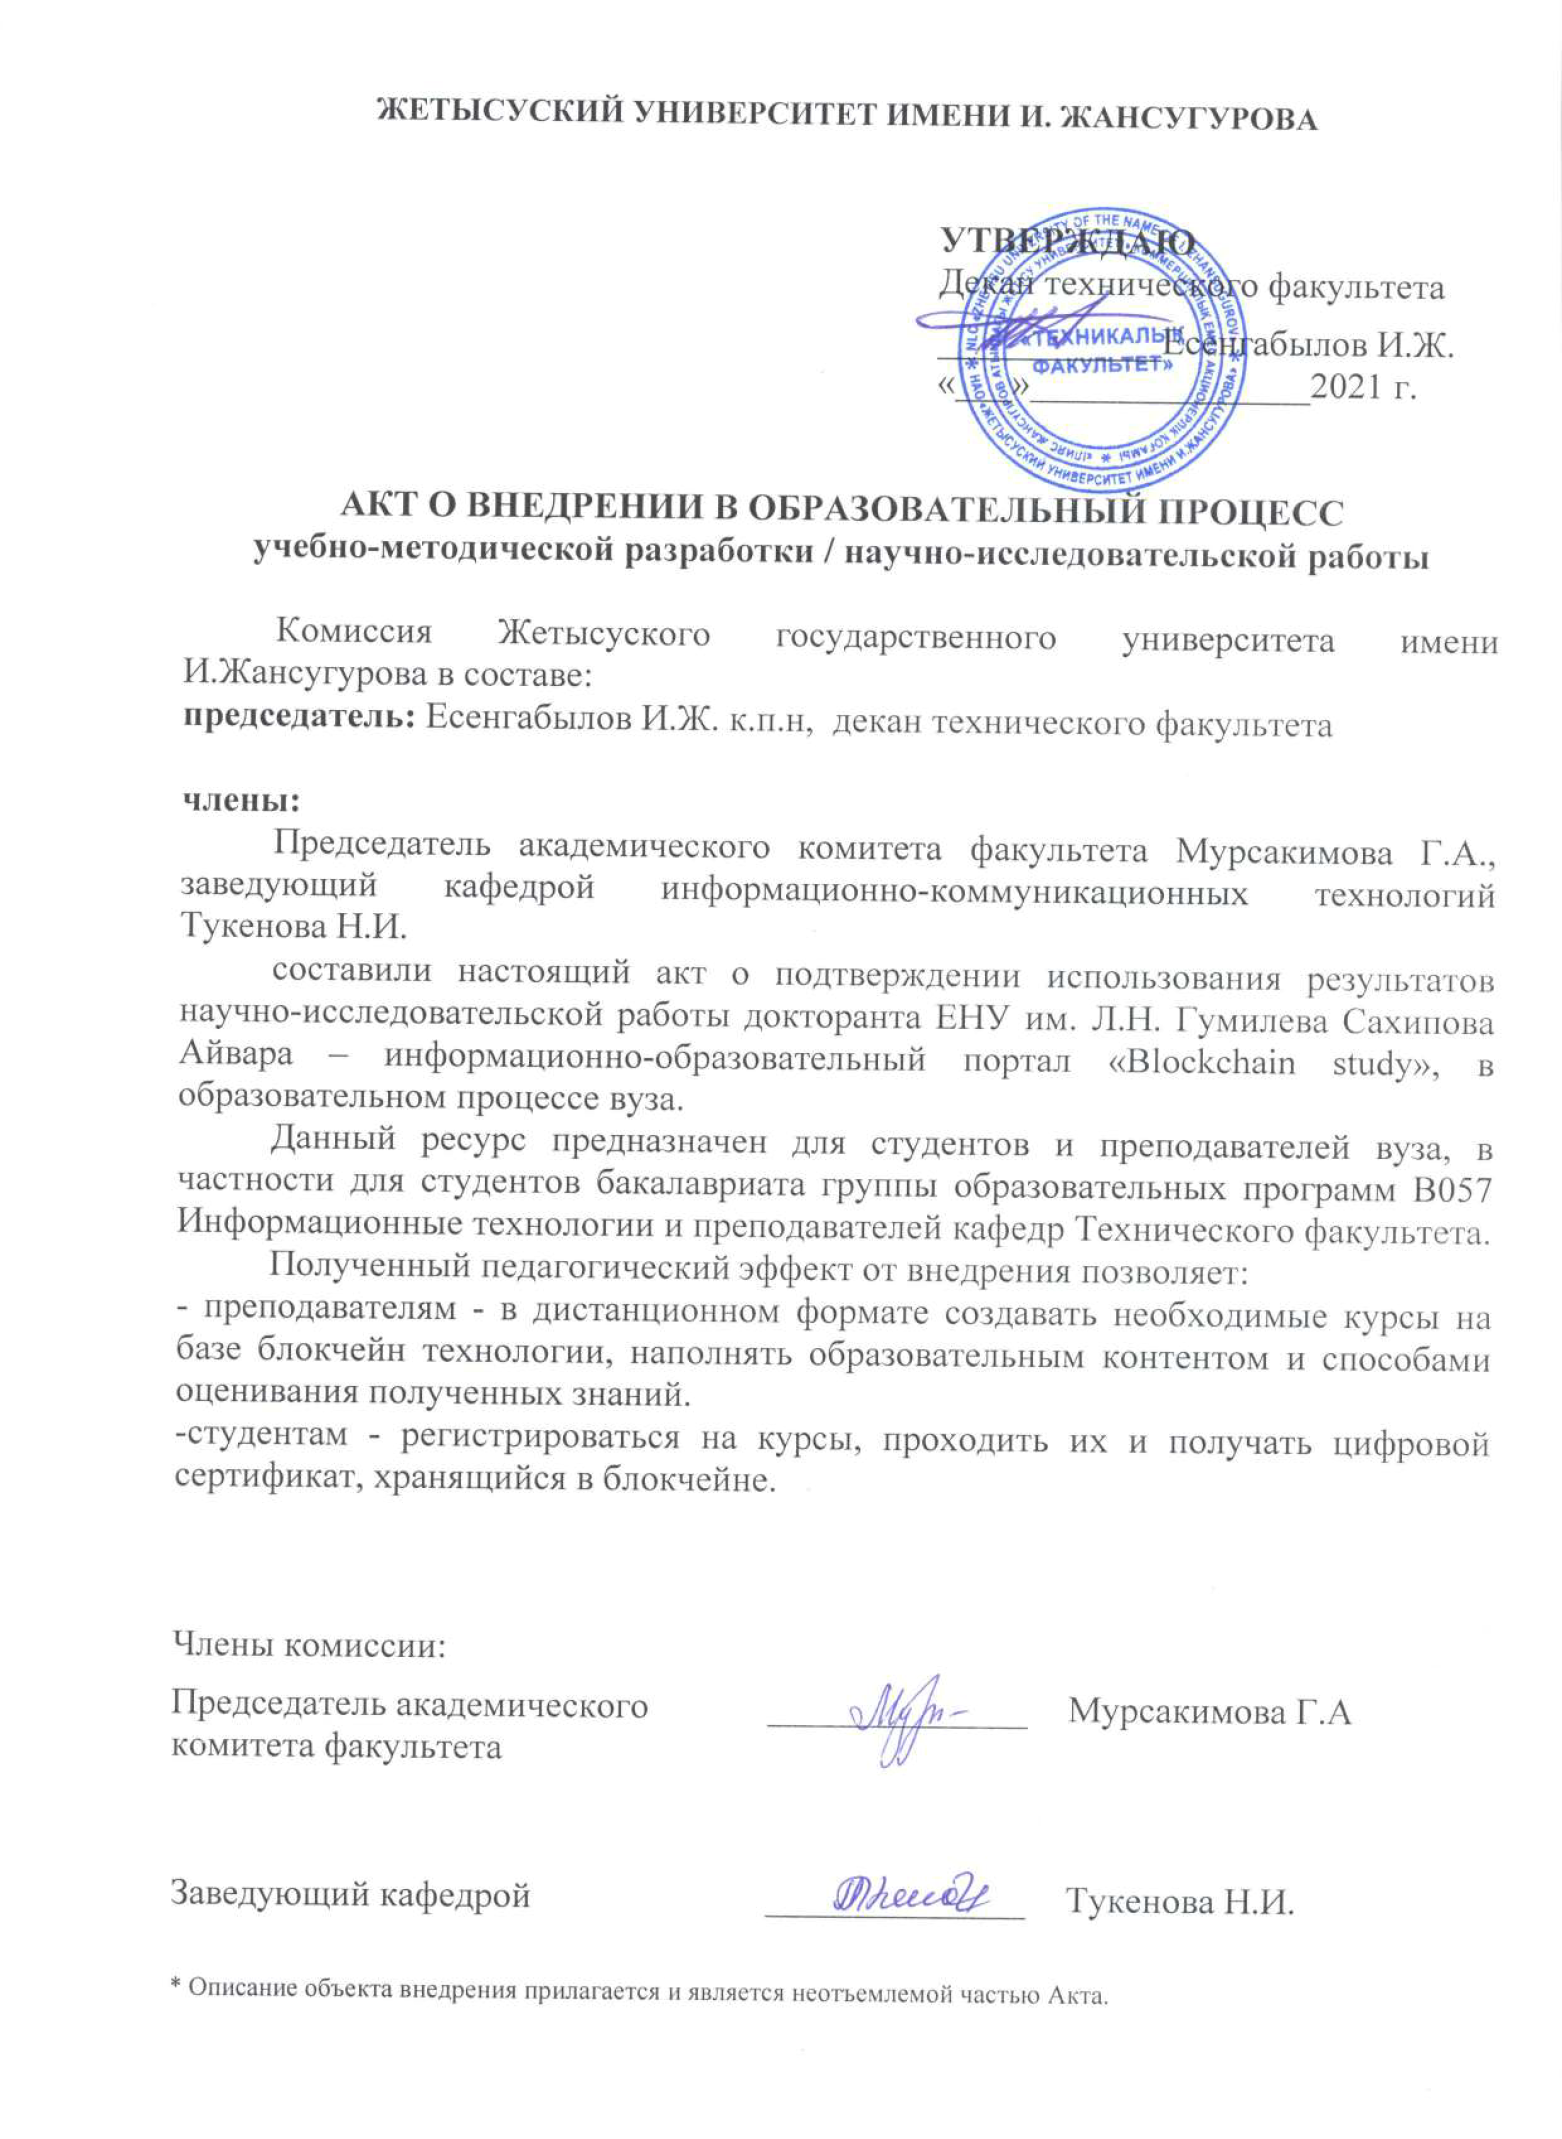 ЖЕТЫСУСКИЙ УНИВЕРСИТЕТ ИМЕНИ И. ЖАНСУГУРОВА
УТВЕРЖДАЮ
Декан технического факультета
Есенгабылов И.Ж.
«___»_______________2021 г.
«ТЕХНИКАЛЫҚ
ФАКУЛЬТЕТ»
НАО «ЖЕТЫСУСКИЙ УНИВЕРСИТЕТ ИМЕНИ И.ЖАНСУГУРОВА»
АКТ О ВНЕДРЕНИИ В ОБРАЗОВАТЕЛЬНЫЙ ПРОЦЕСС
учебно-методической разработки / научно-исследовательской работы
Комиссия Жетысуского государственного университета имени
И.Жансугурова в составе:
председатель: Есенгабылов И.Ж. к.п.н, декан технического факультета
члены:
Председатель академического комитета факультета Мурсакимова Г.А.,
заведующий кафедрой информационно-коммуникационных технологий
Тукенова Н.И.
составили настоящий акт о подтверждении использования результатов
научно-исследовательской работы докторанта ЕНУ им. Л.Н. Гумилева Сахипова
Айвара – информационно-образовательный портал «Blockchain study», в
образовательном процессе вуза.
Данный ресурс предназначен для студентов и преподавателей вуза, в
частности для студентов бакалавриата группы образовательных программ В057
Информационные технологии и преподавателей кафедр Технического факультета.
Полученный педагогический эффект от внедрения позволяет:
- преподавателям - в дистанционном формате создавать необходимые курсы на
базе блокчейн технологии, наполнять образовательным контентом и способами
оценивания полученных знаний.
-студентам - регистрироваться на курсы, проходить их и получать цифровой
сертификат, хранящийся в блокчейне.
Члены комиссии:
Председатель академического
комитета факультета
Мурсакимова Г.А
Заведующий кафедрой
Тукенова Н.И.
* Описание объекта внедрения прилагается и является неотъемлемой частью Акта.